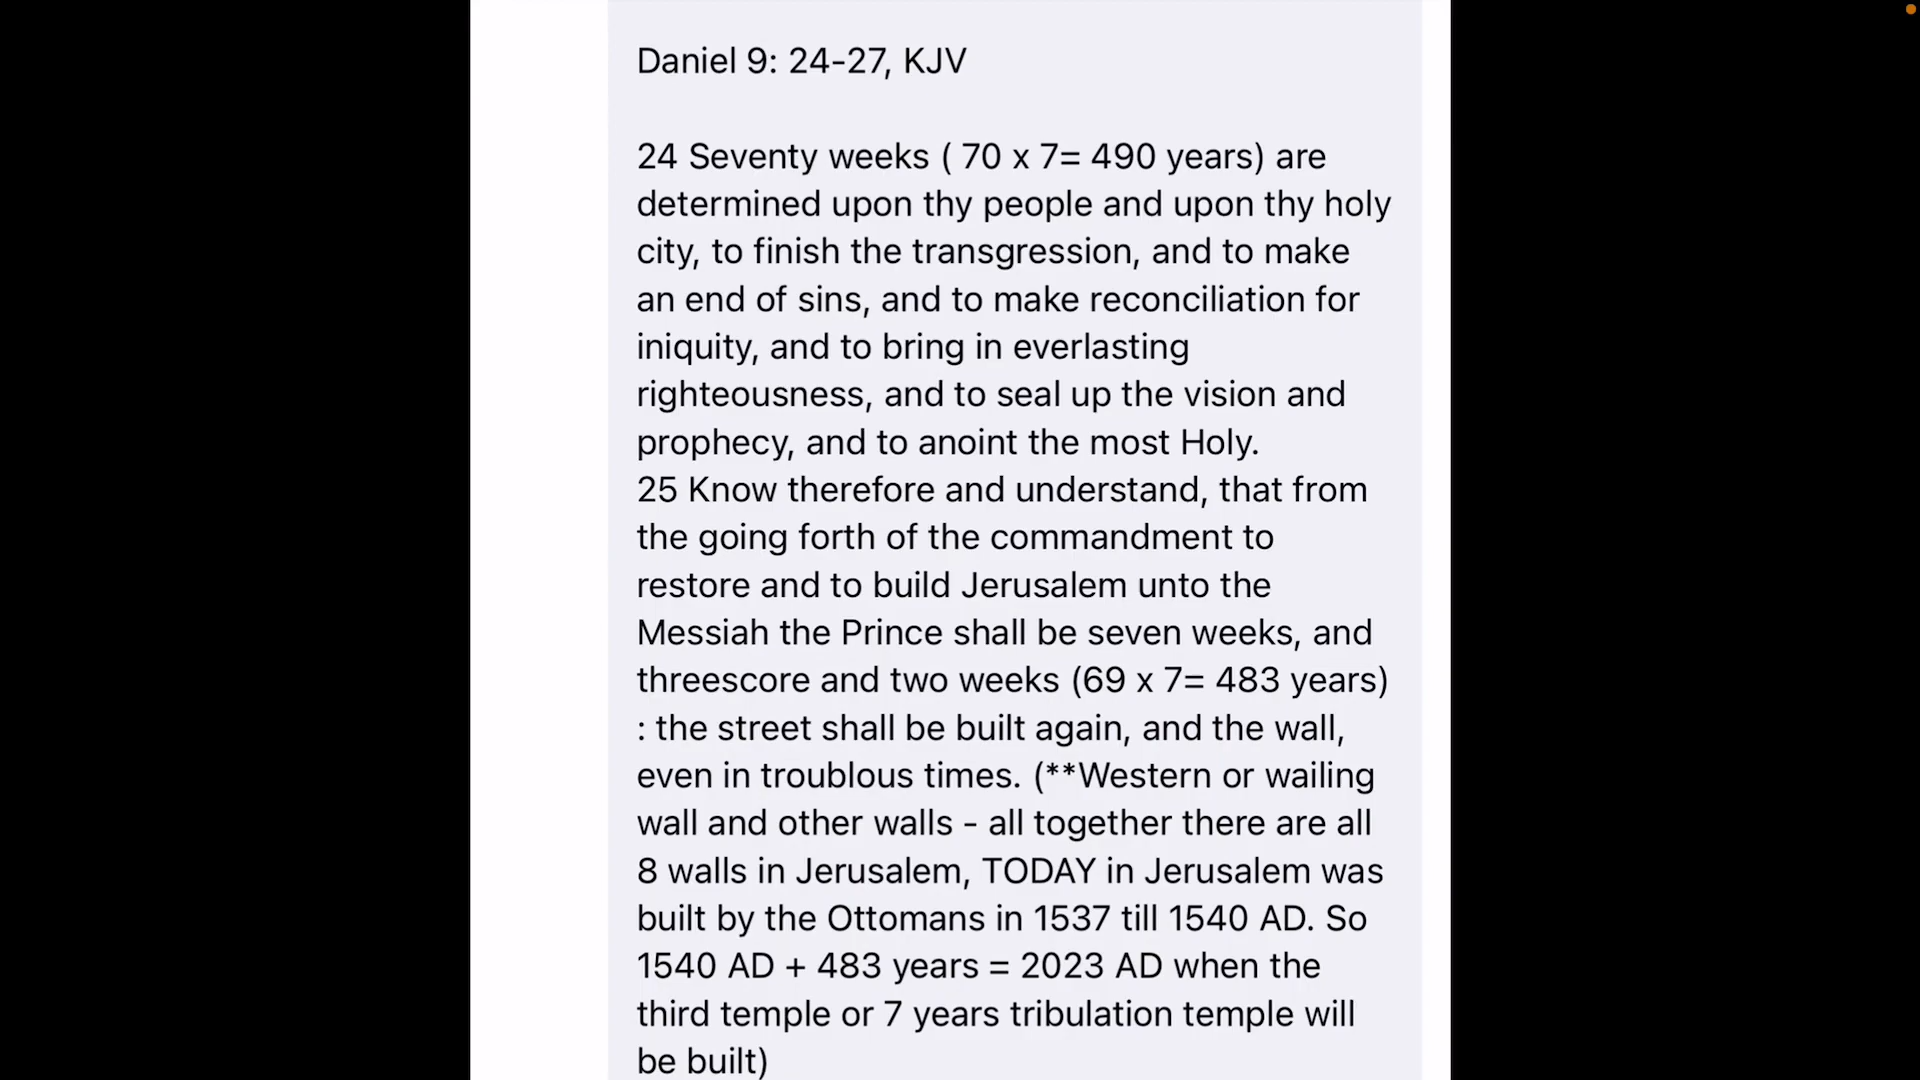 Daniel 9: 24-27, KJV
24 Seventy weeks ( 70 x 7= 490 years) are
determined upon thy people and upon thy holy
city, to finish the transgression, and to make
an end of sins, and to make reconciliation for
iniquity, and to bring in everlasting
righteousness, and to seal up the vision and
prophecy, and to anoint the most Holy.
25 Know therefore and understand, that from
the going forth of the commandment to
restore and to build Jerusalem unto the
Messiah the Prince shall be seven weeks, and
threescore and two weeks (69 x 7= 483 years)
: the street shall be built again, and the wall,
even in troublous times. (**Western or wailing
wall and other walls - all together there are all
8 walls in Jerusalem, TODAY in Jerusalem was
built by the Ottomans in 1537 till 1540 AD. So
1540 AD + 483 years = 2023 AD when the
third temple or 7 years tribulation temple will
be built)